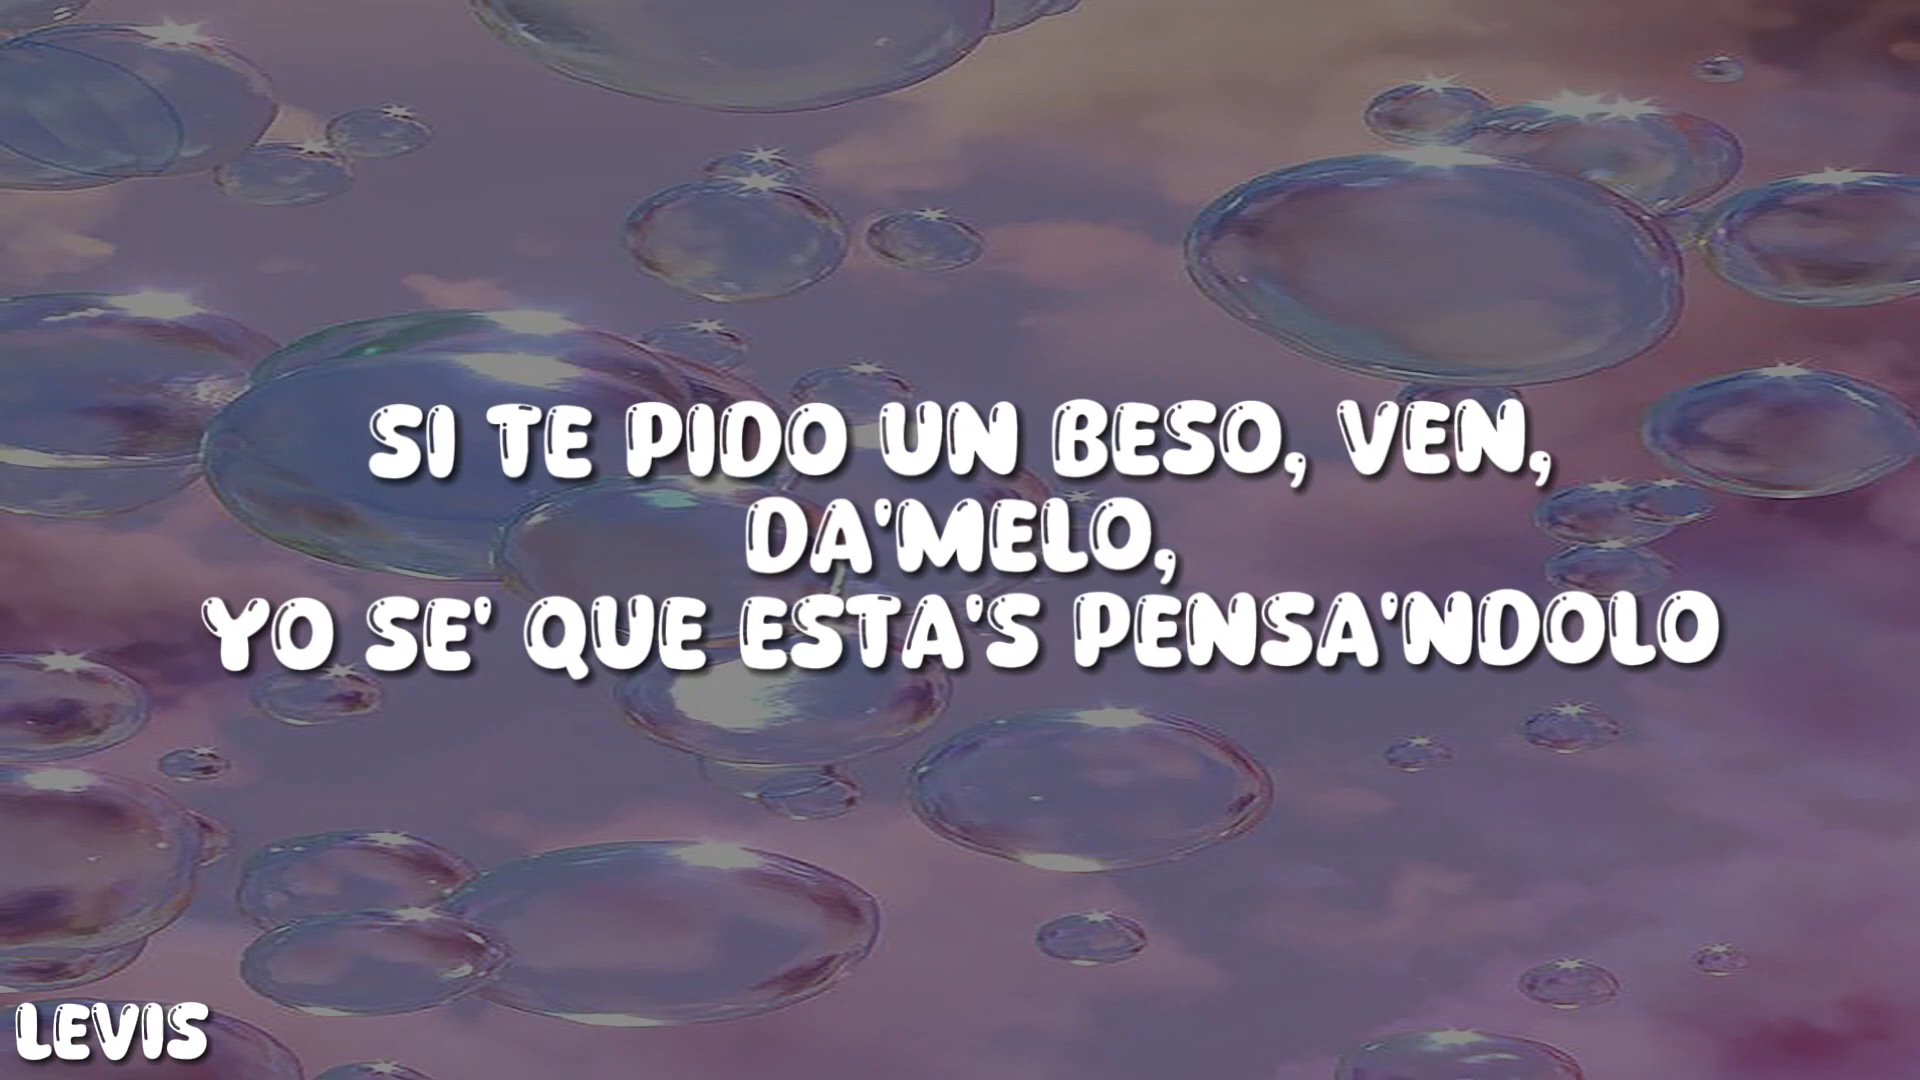 SI TE PIDO UN BESO, VEN,
DA'MELO,
YO SE' QUE ESTA'S PENSA'NDOLO
LEVIS